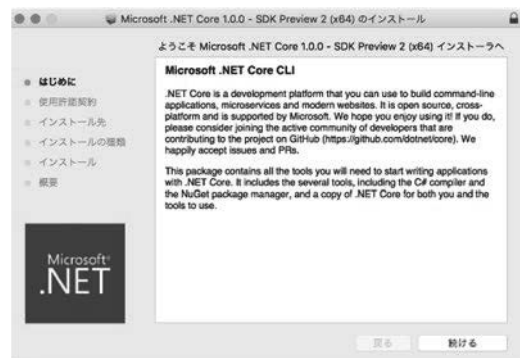 Microsoft .NET Core 1.0.0 - SDK Preview 2 (x64) のインストール
ようこそ Microsoft .NET Core 1.0.0 - SDK Preview 2 (x64) インストーラへ
はじめに
使用許諾契約
インストール先
インストールの種類
インストール
概要
Microsoft .NET Core CLI
.NET Core is a development platform that you can use to build command-line
applications, microservices and modern websites. It is open source, cross-
platform and is supported by Microsoft. We hope you enjoy using it! If you do,
please consider joining the active community of developers that are
contributing to the project on GitHub (https://github.com/dotnet/core). We
happily accept issues and PRs.
This package contains all the tools you will need to start writing applications
with .NET Core. It includes the several tools, including the C# compiler and
the NuGet package manager, and a copy of .NET Core for both you and the
tools to use.
Microsoft
.NET
戻る
続ける